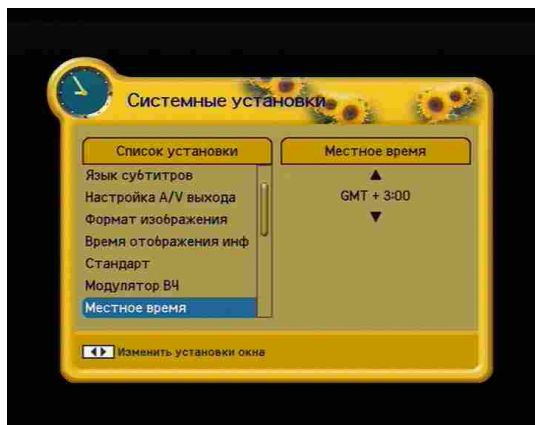 Системные установки
Список установки
Язык субтитров
Настройка A/V выхода
Формат изображения
Время отображения инф
Стандарт
Модулятор ВЧ
Местное время
Местное время
GMT + 3:00
Изменить установки окна